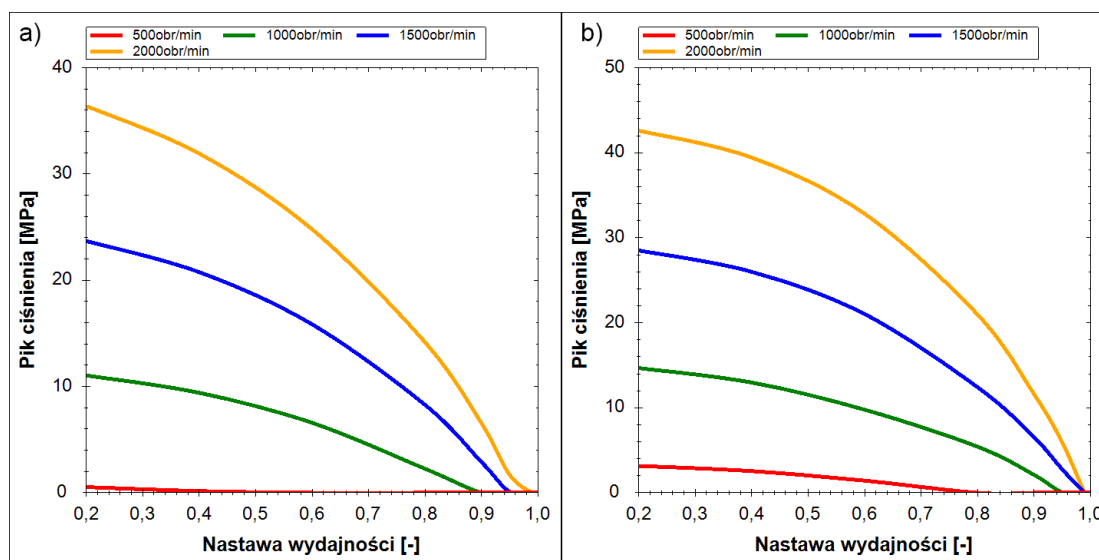 a)
500obr/min 1000obr/min 1500obr/min
2000obr/min
40
30
20
10
0
Pik ciśnienia [MPa]
0,2 0,3 0,4 0,5 0,6 0,7 0,8 0,9 1,0
Nastawa wydajności [-]
b)
500obr/min 1000obr/min 1500obr/min
2000obr/min
50
40
30
20
10
0
Pik ciśnienia [MPa]
0,2 0,3 0,4 0,5 0,6 0,7 0,8 0,9 1,0
Nastawa wydajności [-]